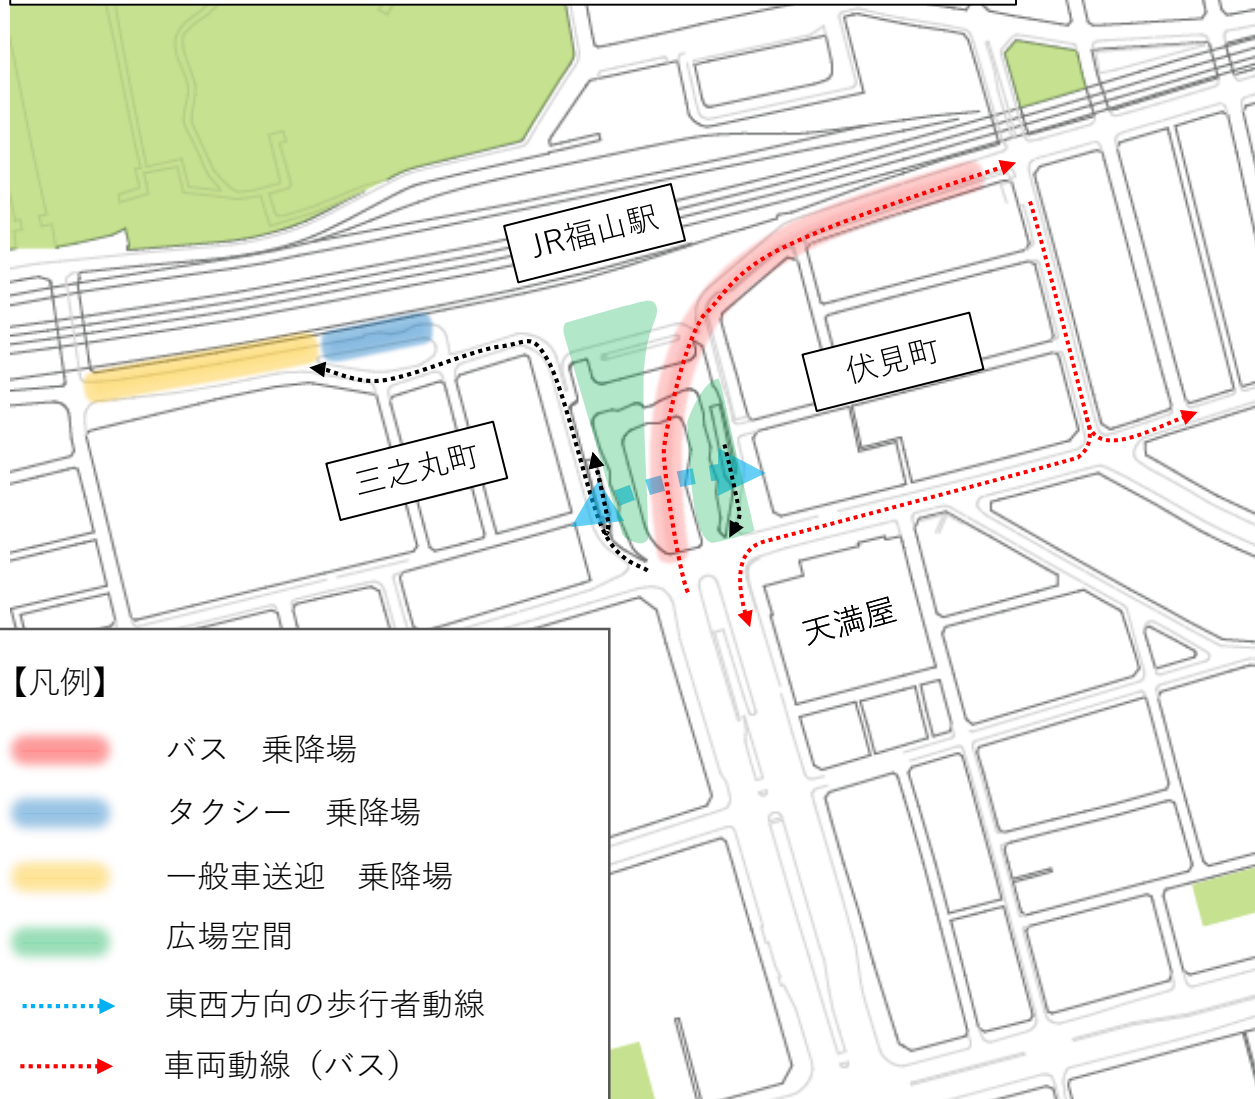 JR福山駅
伏見町
三之丸町
天満屋
【凡例】
バス　乗降場
タクシー　乗降場
一般車送迎　乗降場
広場空間
東西方向の歩行者動線
車両動線（バス）